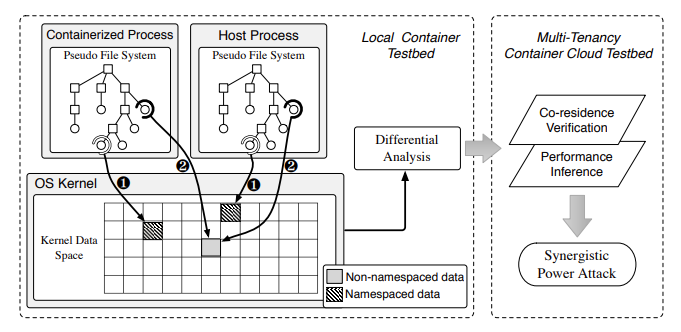 Containerized Process
Pseudo File System
Host Process
Pseudo File System
Local Container
Testbed
Multi-Tenancy
Container Cloud Testbed
❶
❷
❶
❷
OS Kernel
Kernel Data
Space
Non-namespaced data
Namespaced data
Differential
Analysis
Co-residence
Verification
Performance
Inference
Synergistic
Power Attack